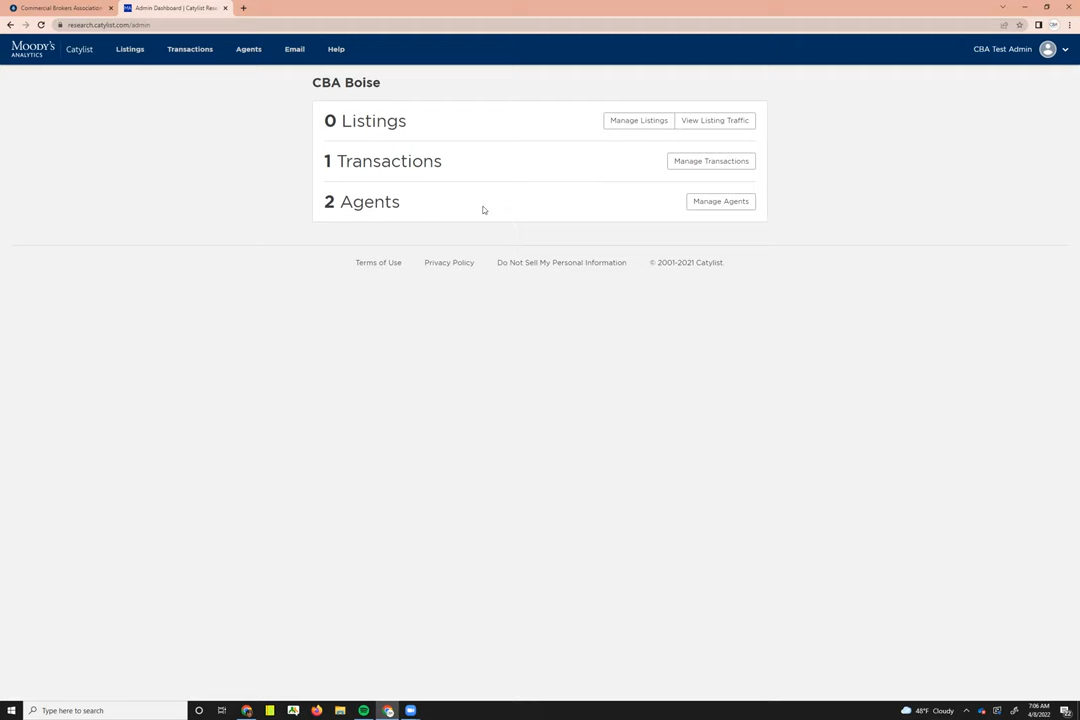 Commercial Brokers Association
Admin Dashboard | Catylist Rese
research.catylist.com/admin
MOODY'S
ANALYTICS
Catylist
Listings
Transactions
Agents
Email
Help
CBA Test Admin
CBA Boise
0 Listings
Manage Listings
View Listing Traffic
1 Transactions
Manage Transactions
2 Agents
Manage Agents
Terms of Use
Privacy Policy
Do Not Sell My Personal Information
© 2001-2021 Catylist.
Type here to search
48°F Cloudy
7:06 AM
4/8/2022